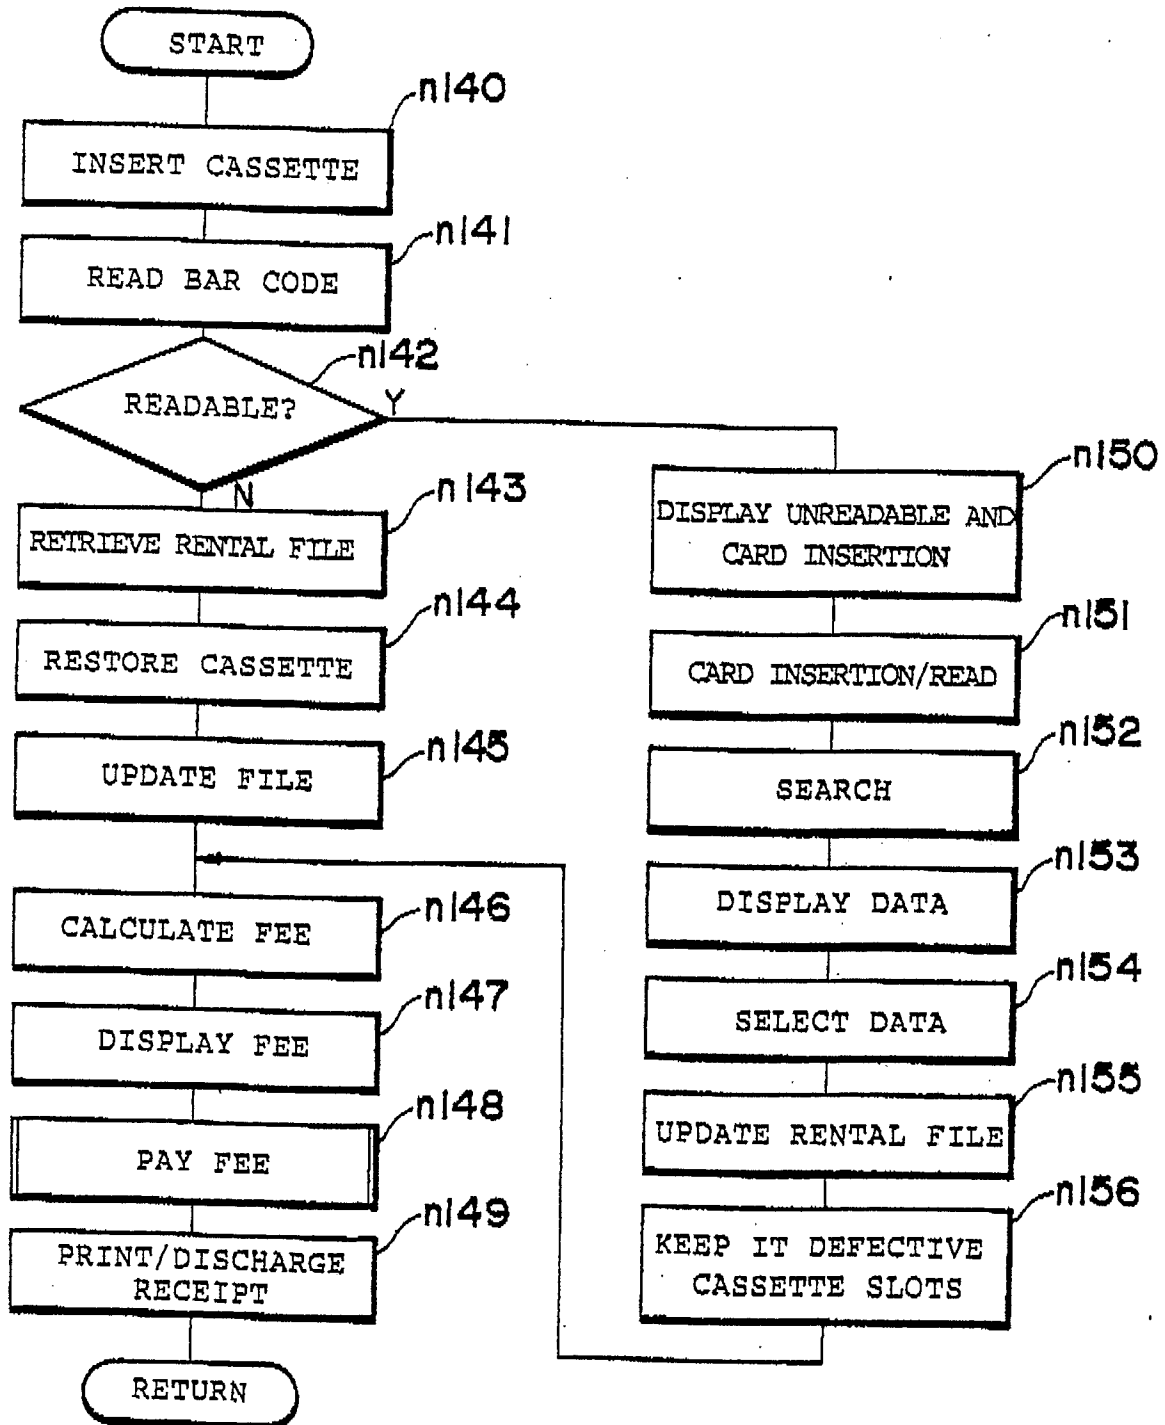 START
n140
INSERT CASSETTE
n141
READ BAR CODE
n142
READABLE?
Y
N
n143
RETRIEVE RENTAL FILE
n144
RESTORE CASSETTE
n145
UPDATE FILE
n146
CALCULATE FEE
n147
DISPLAY FEE
n148
PAY FEE
n149
PRINT/DISCHARGE
RECEIPT
RETURN
n150
DISPLAY UNREADABLE AND
CARD INSERTION
n151
CARD INSERTION/READ
n152
SEARCH
n153
DISPLAY DATA
n154
SELECT DATA
n155
UPDATE RENTAL FILE
n156
KEEP IT DEFECTIVE
CASSETTE SLOTS